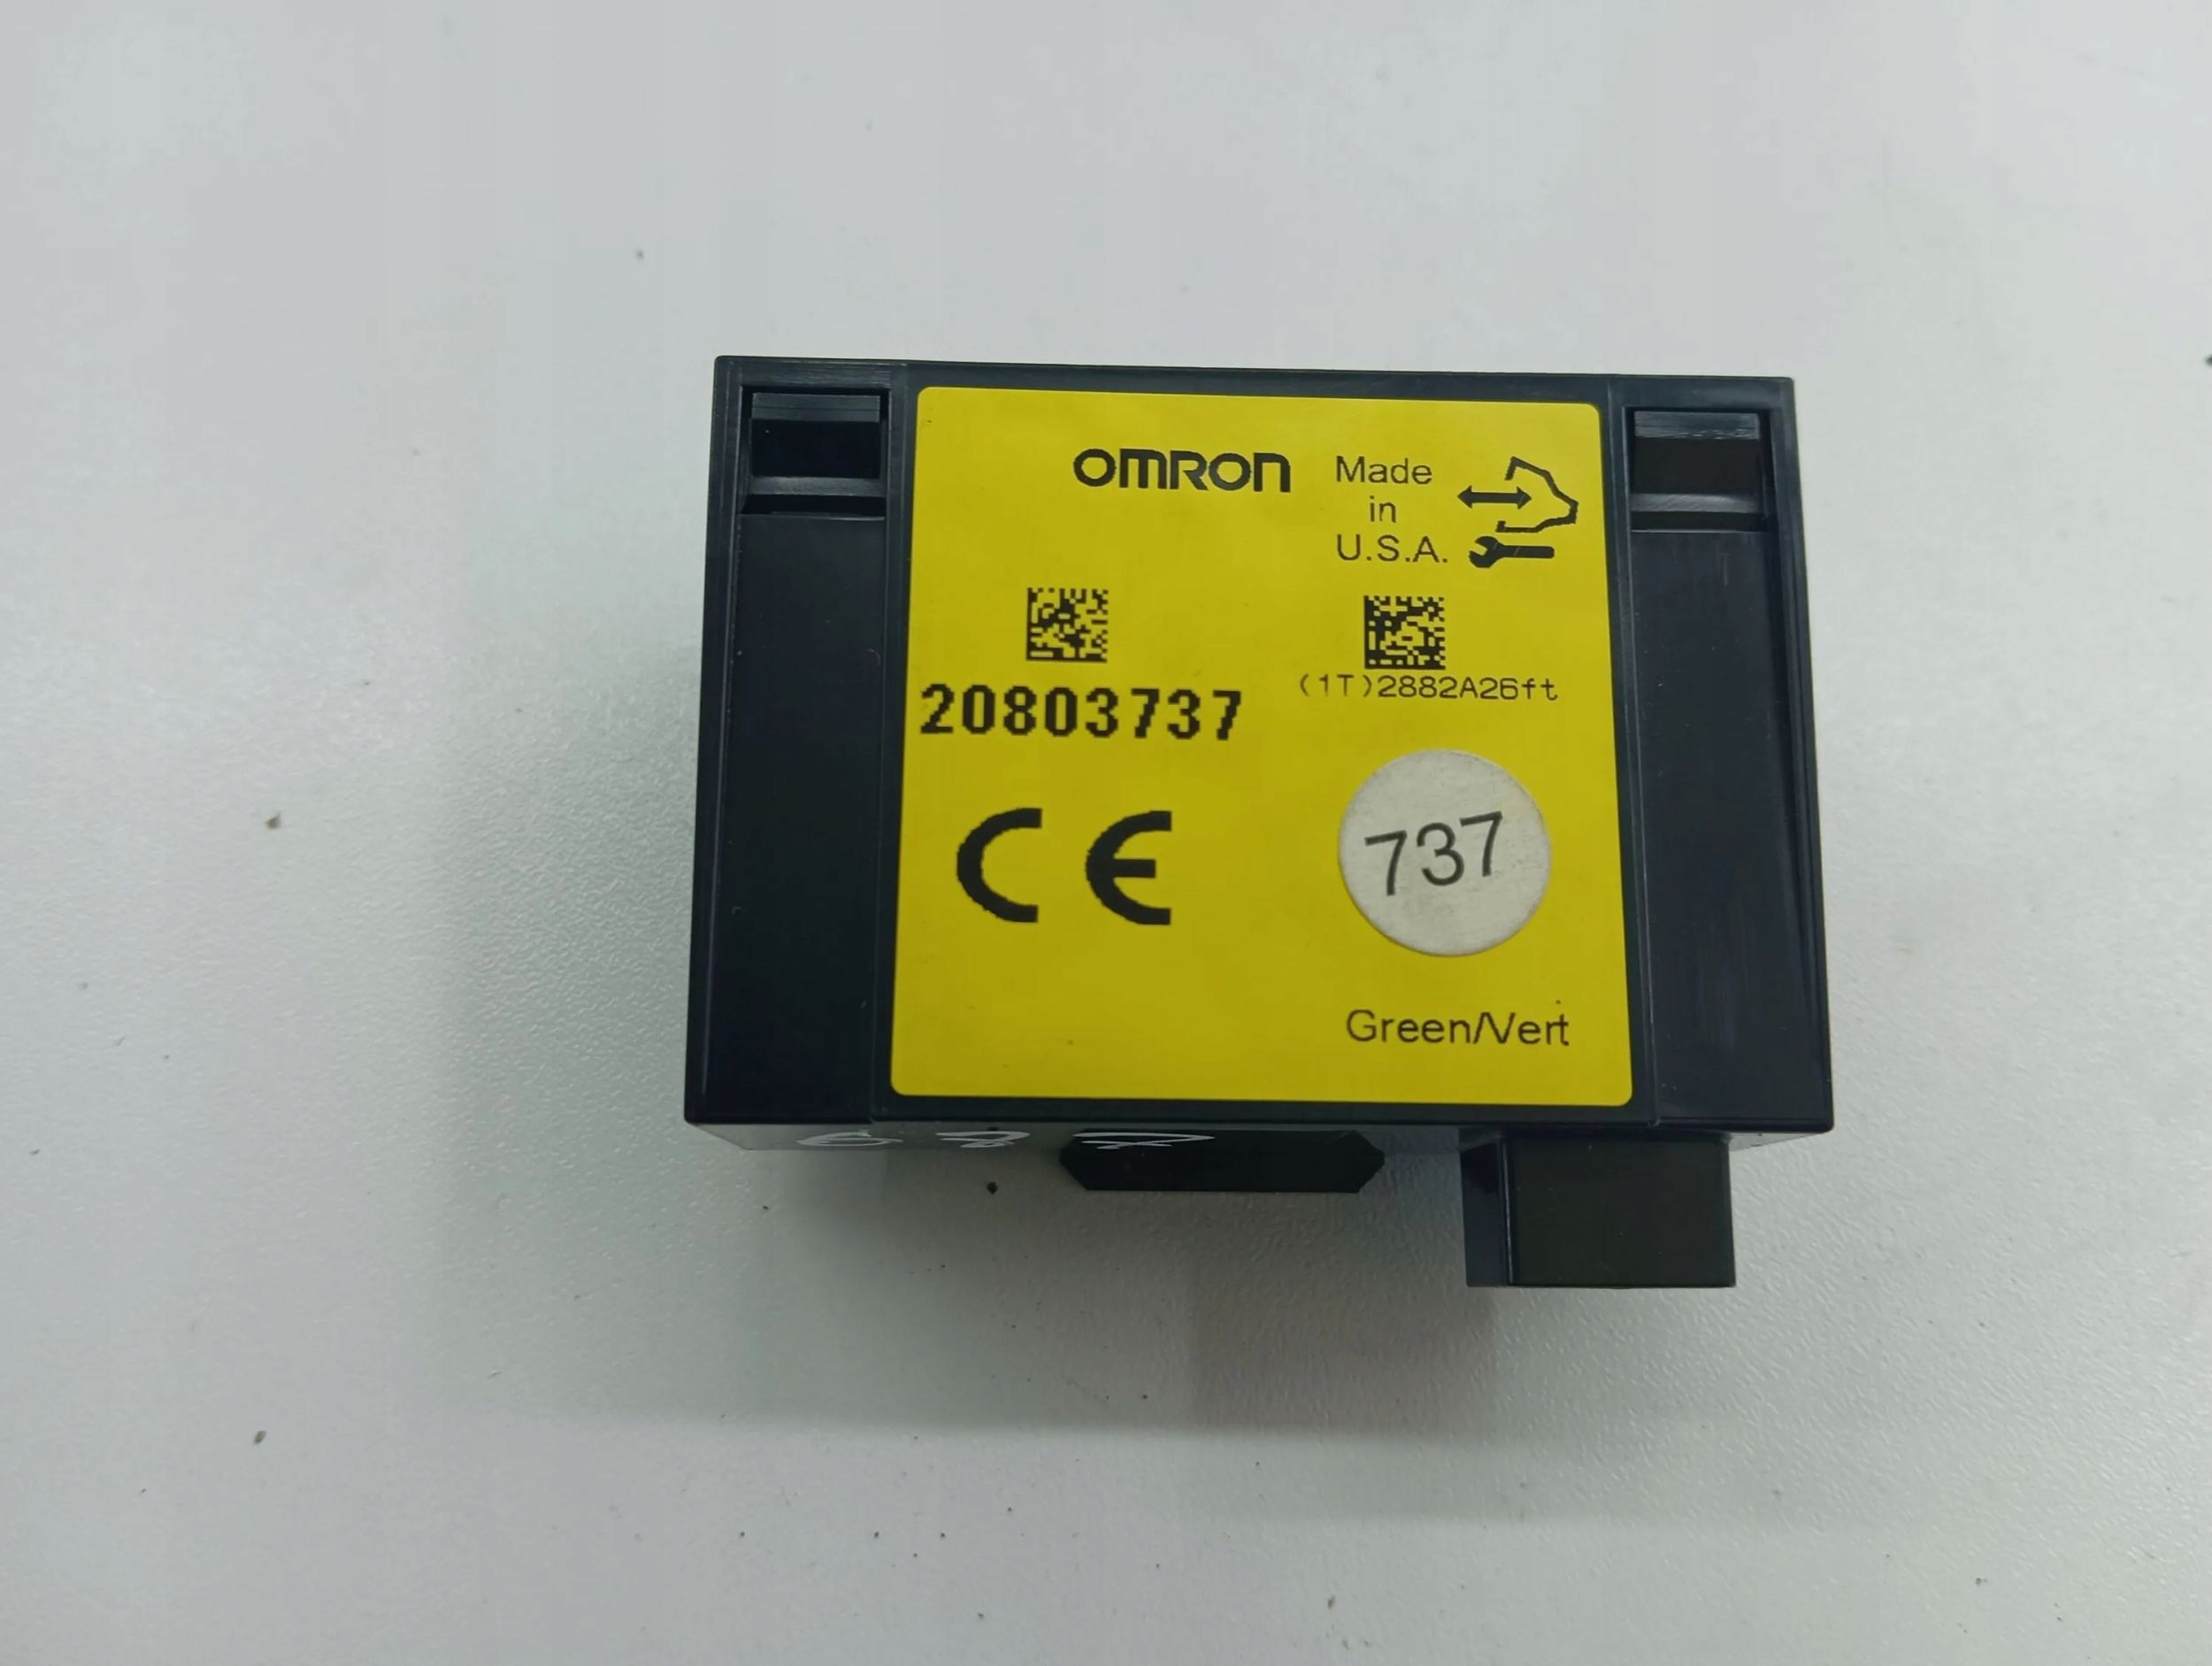 OMRON
Made
in
U.S.A.
20803737
(1T)2882A26ft
CE
737
Green/Vert